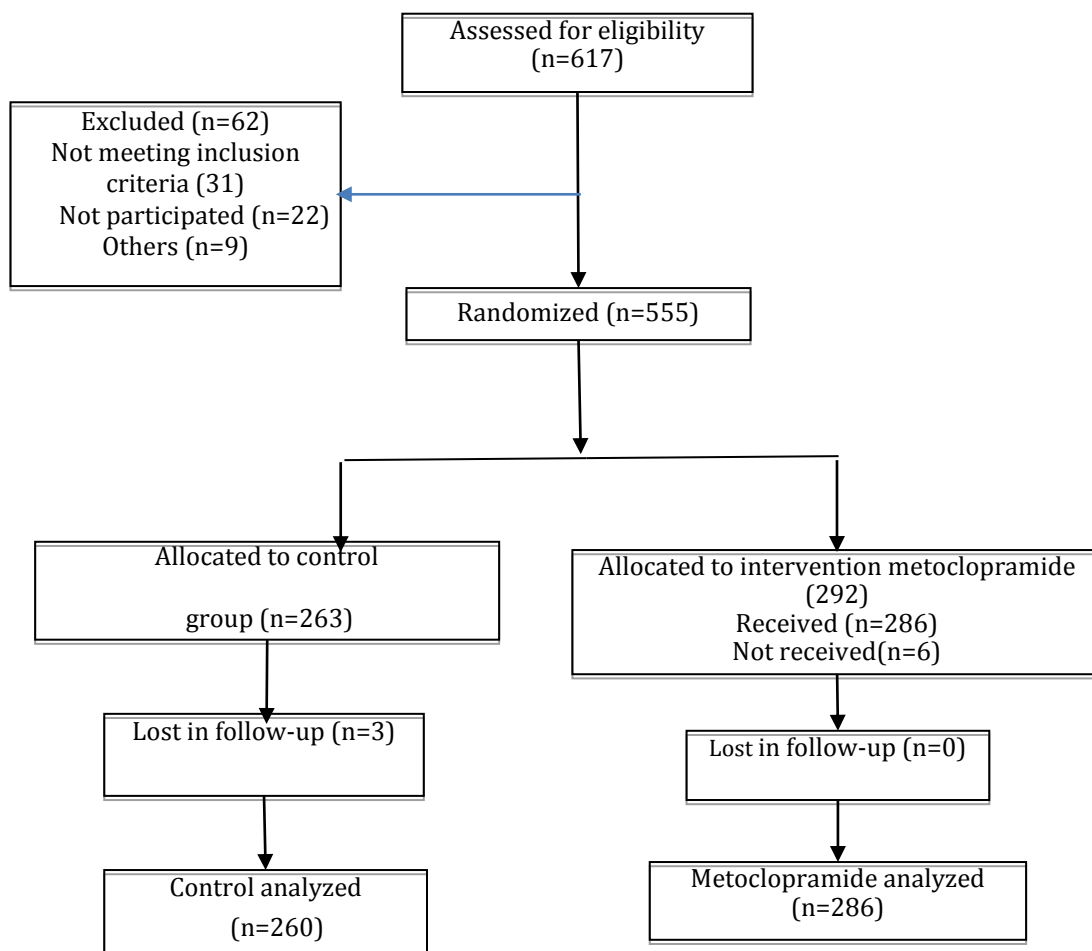 Assessed for eligibility
(n=617)
Excluded (n=62)
Not meeting inclusion
criteria (31)
Not participated (n=22)
Others (n=9)
Randomized (n=555)
Allocated to control
group (n=263)
Allocated to intervention metoclopramide
(292)
Received (n=286)
Not received(n=6)
Lost in follow-up (n=3)
Lost in follow-up (n=0)
Control analyzed
(n=260)
Metoclopramide analyzed
(n=286)